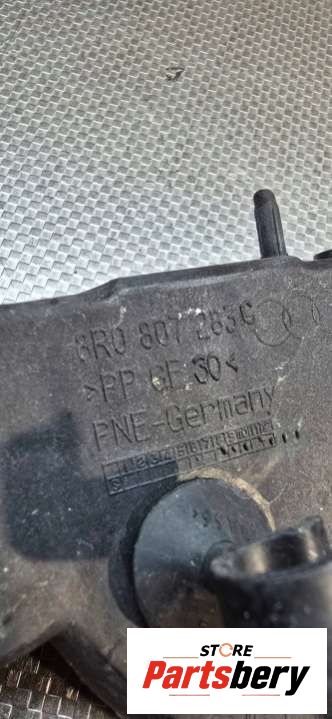 8R0 807 283 C
>PP GF 30<
PNE-Germany
STORE
Partsbery